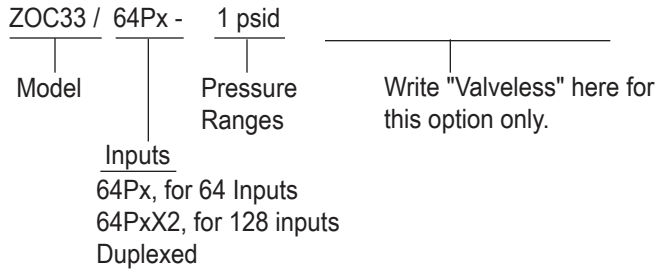 ZOC33 / 64Px - 1 psid
Model
Pressure
Ranges
Write "Valveless" here for
this option only.
Inputs
64Px, for 64 Inputs
64PxX2, for 128 inputs
Duplexed